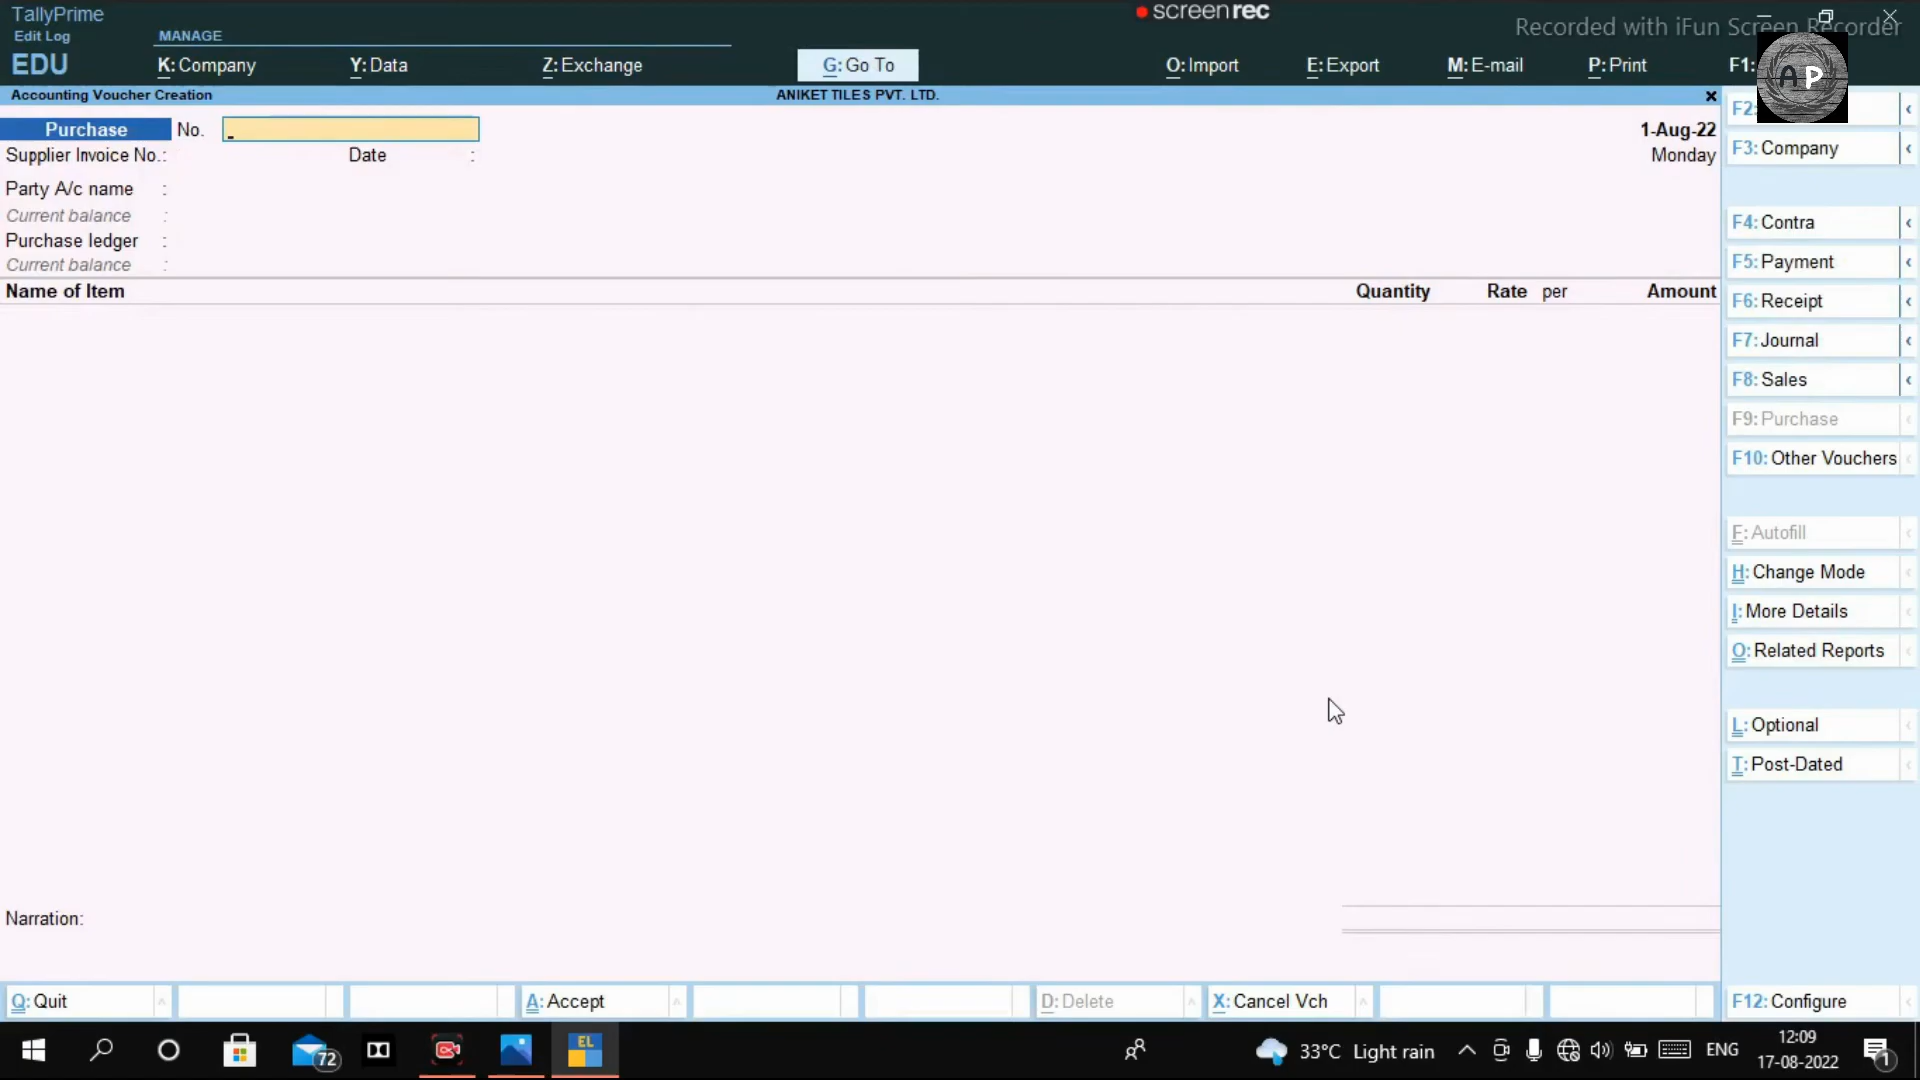 TallyPrime
Edit Log
EDU
MANAGE
K: Company
Y: Data
Z: Exchange
G: Go To
O: Import
E: Export
M: E-mail
P: Print
F1:
screenrec
Recorded with iFun Screen Recorder
AP
Accounting Voucher Creation
ANIKET TILES PVT. LTD.
Purchase No.
1-Aug-22
Supplier Invoice No.: Date :
Monday
Party A/c name :
Current balance :
Purchase ledger :
Current balance :
Name of Item Quantity Rate per Amount
Narration:
F2:
F3: Company
F4: Contra
F5: Payment
F6: Receipt
F7: Journal
F8: Sales
F9: Purchase
F10: Other Vouchers
F: Autofill
H: Change Mode
I: More Details
O: Related Reports
L: Optional
T: Post-Dated
F12: Configure
Q: Quit
A: Accept
D: Delete
X: Cancel Vch
72
EL
33°C Light rain
ENG
12:09
17-08-2022
1